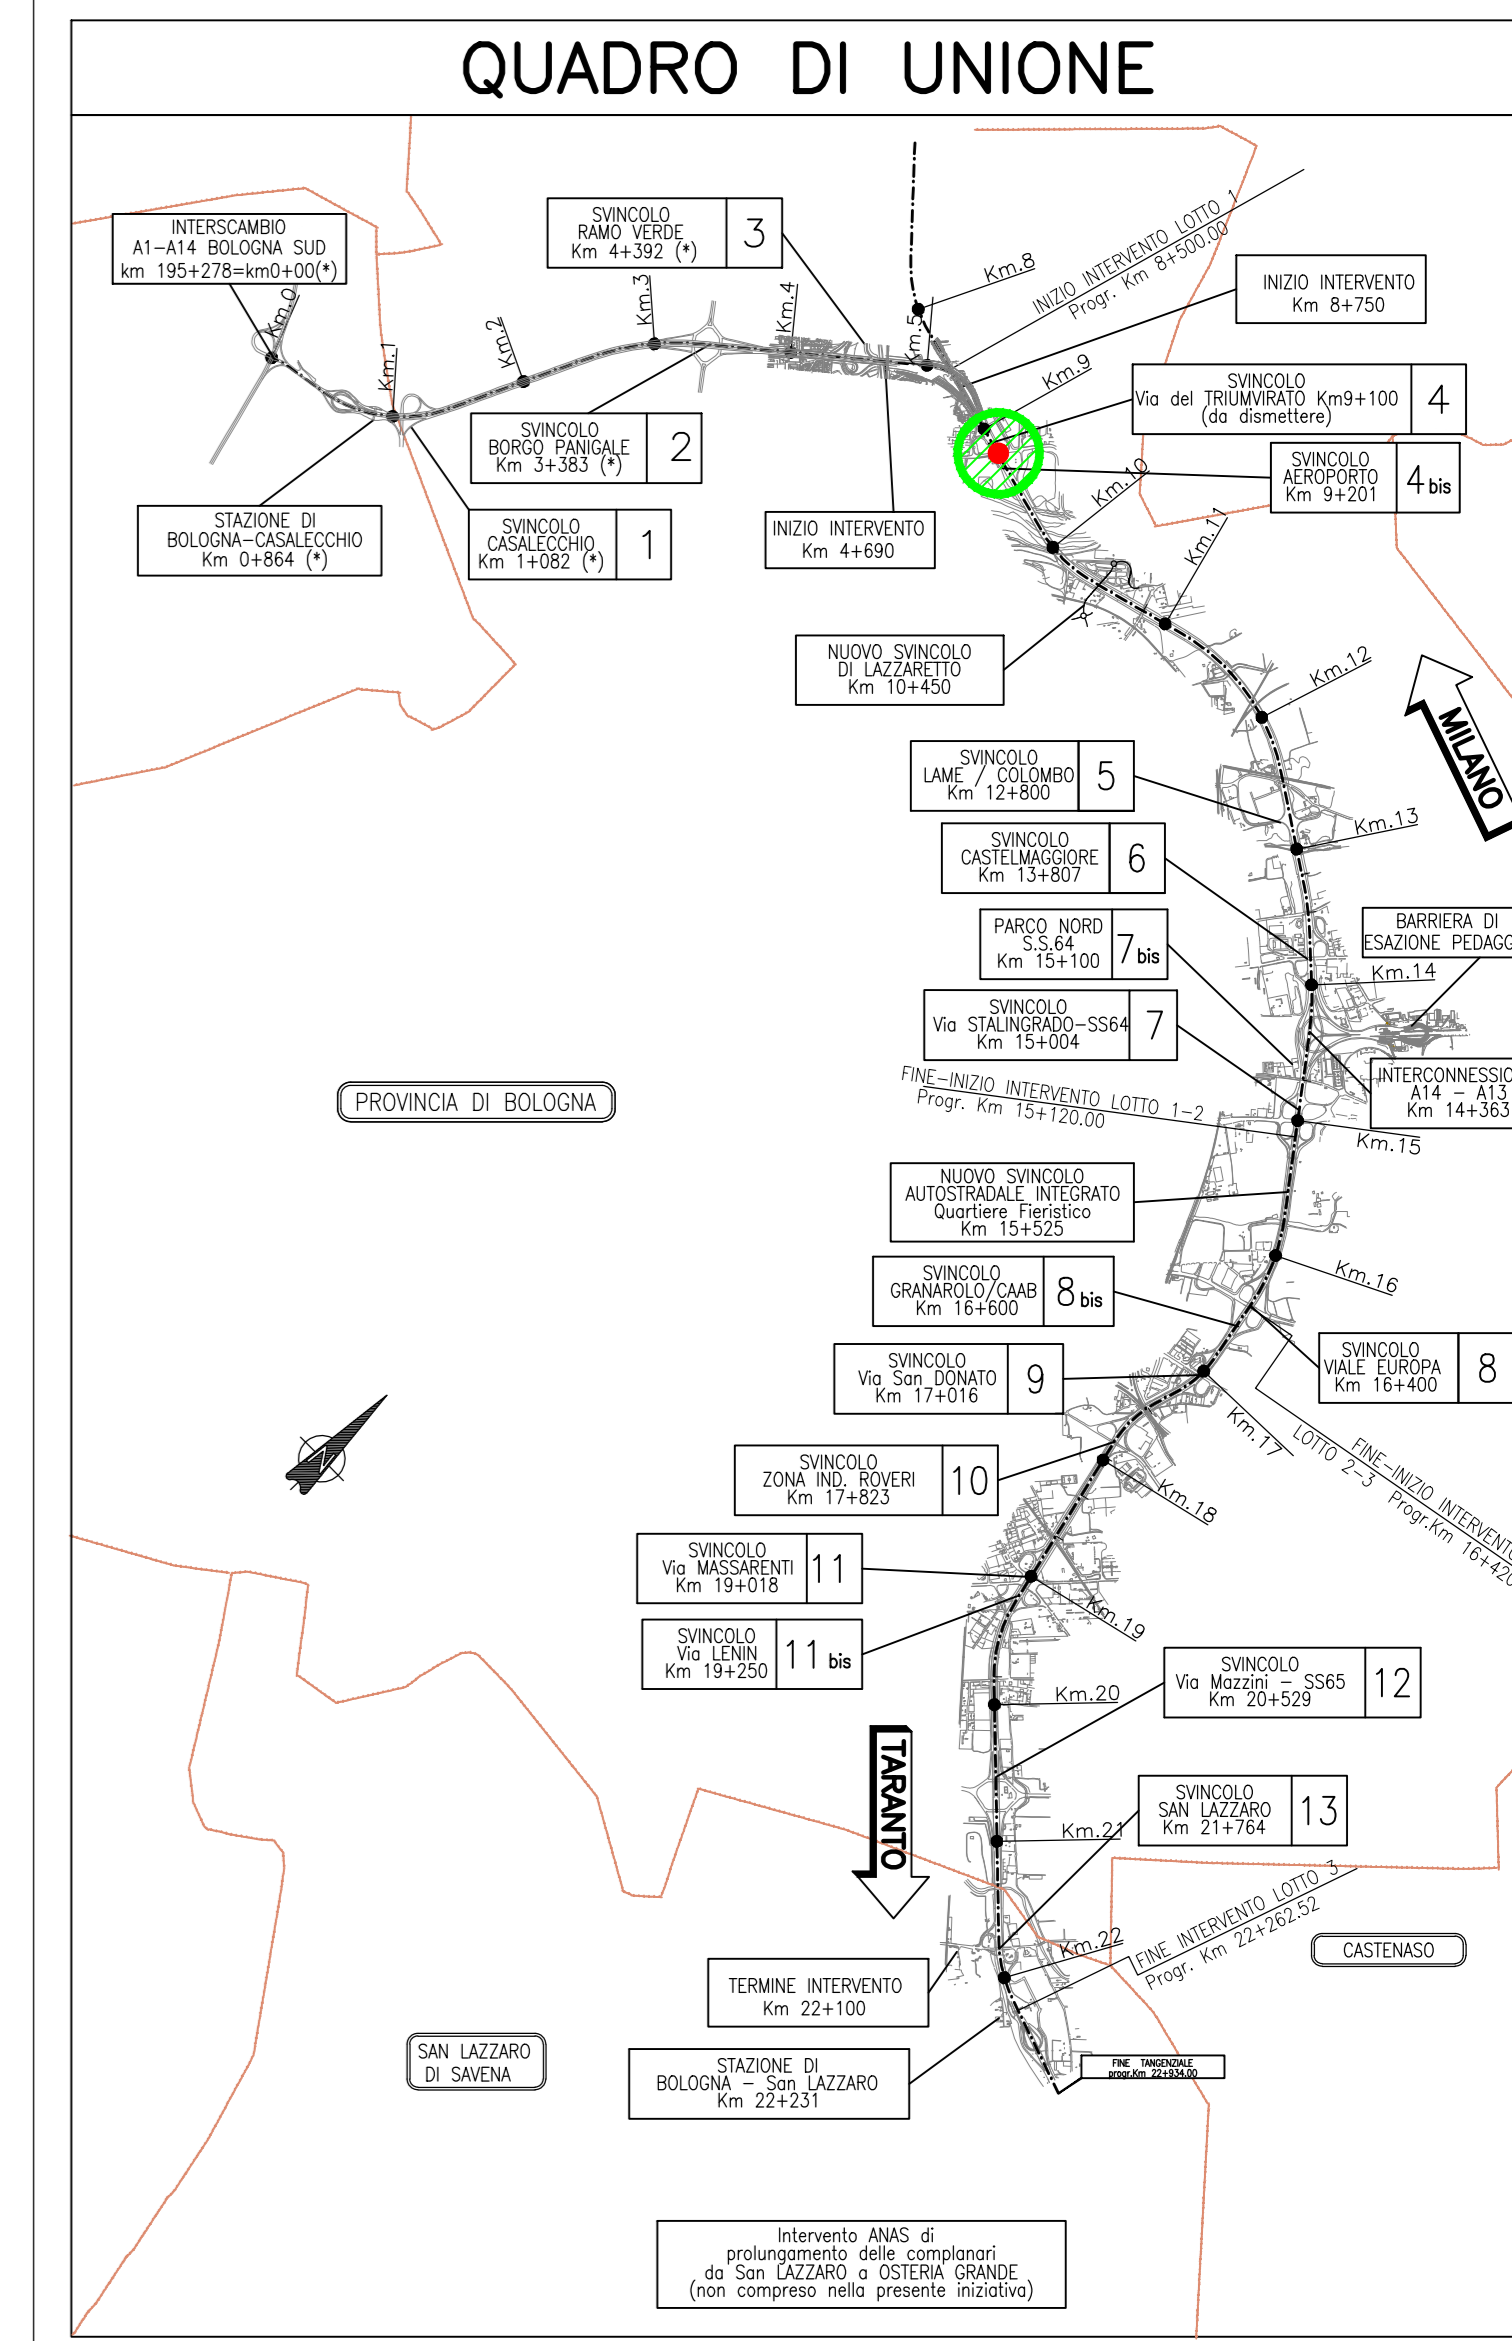 QUADRO DI UNIONE
INTERSCAMBIO
A1-A14 BOLOGNA SUD
km 195+278=km0+00(*)
SVINCOLO
RAMO VERDE
Km 4+392 (*)
3
Km.0
Km.1
Km.2
Km.3
Km.4
Km.5
Km.8
INIZIO INTERVENTO LOTTO 1
Progr. Km 8+500.00
INIZIO INTERVENTO
Km 8+750
Km.9
SVINCOLO
Via del TRIUMVIRATO Km9+100
(da dismettere)
4
SVINCOLO
BORGO PANIGALE
Km 3+383 (*)
2
SVINCOLO
AEROPORTO
Km 9+201
4 bis
STAZIONE DI
BOLOGNA-CASALECCHIO
Km 0+864 (*)
SVINCOLO
CASALECCHIO
Km 1+082 (*)
1
INIZIO INTERVENTO
Km 4+690
Km.10
Km.11
NUOVO SVINCOLO
DI LAZZARETTO
Km 10+450
Km.12
MILANO
SVINCOLO
LAME / COLOMBO
Km 12+800
5
Km.13
SVINCOLO
CASTELMAGGIORE
Km 13+807
6
PARCO NORD
S.S.64
Km 15+100
7 bis
BARRIERA DI
ESAZIONE PEDAGG
Km.14
SVINCOLO
Via STALINGRADO-SS64
Km 15+004
7
INTERCONNESSIO
A14 - A13
Km 14+363
FINE-INIZIO INTERVENTO LOTTO 1-2
Progr. Km 15+120.00
Km.15
PROVINCIA DI BOLOGNA
NUOVO SVINCOLO
AUTOSTRADALE INTEGRATO
Quartiere Fieristico
Km 15+525
Km.16
SVINCOLO
GRANAROLO/CAAB
Km 16+600
8 bis
SVINCOLO
VIALE EUROPA
Km 16+400
8
SVINCOLO
Via San DONATO
Km 17+016
9
Km.17
FINE-INIZIO INTERVENTO
LOTTO 2-3 Progr.Km 16+420
N
SVINCOLO
ZONA IND. ROVERI
Km 17+823
10
Km.18
SVINCOLO
Via MASSARENTI
Km 19+018
11
Km.19
SVINCOLO
Via LENIN
Km 19+250
11 bis
SVINCOLO
Via Mazzini - SS65
Km 20+529
12
Km.20
TARANTO
SVINCOLO
SAN LAZZARO
Km 21+764
13
Km.21
FINE INTERVENTO LOTTO 3
Progr. Km 22+262.52
Km.22
CASTENASO
TERMINE INTERVENTO
Km 22+100
SAN LAZZARO
DI SAVENA
STAZIONE DI
BOLOGNA - San LAZZARO
Km 22+231
FINE TANGENZIALE
progr.Km 22+934.00
Intervento ANAS di
prolungamento delle complanari
da San LAZZARO a OSTERIA GRANDE
(non compreso nella presente iniziativa)